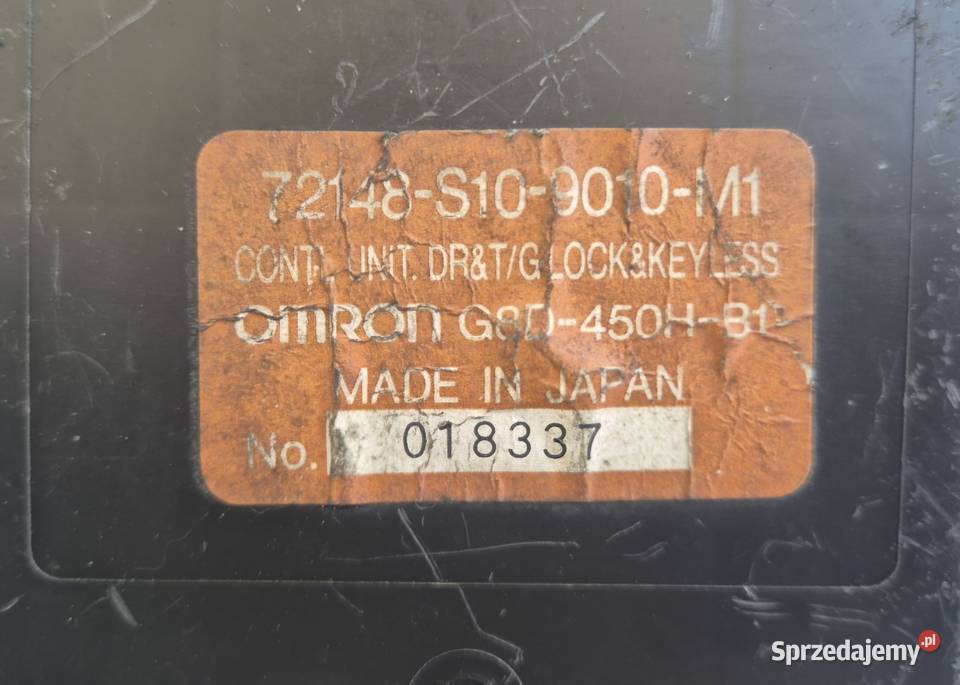 72148-S10-9010-M1
CONT. UNIT. DR&T/G LOCK&KEYLESS
OMRON G8D-450H-B1
MADE IN JAPAN
No. 018337
Sprzedajemy.pl